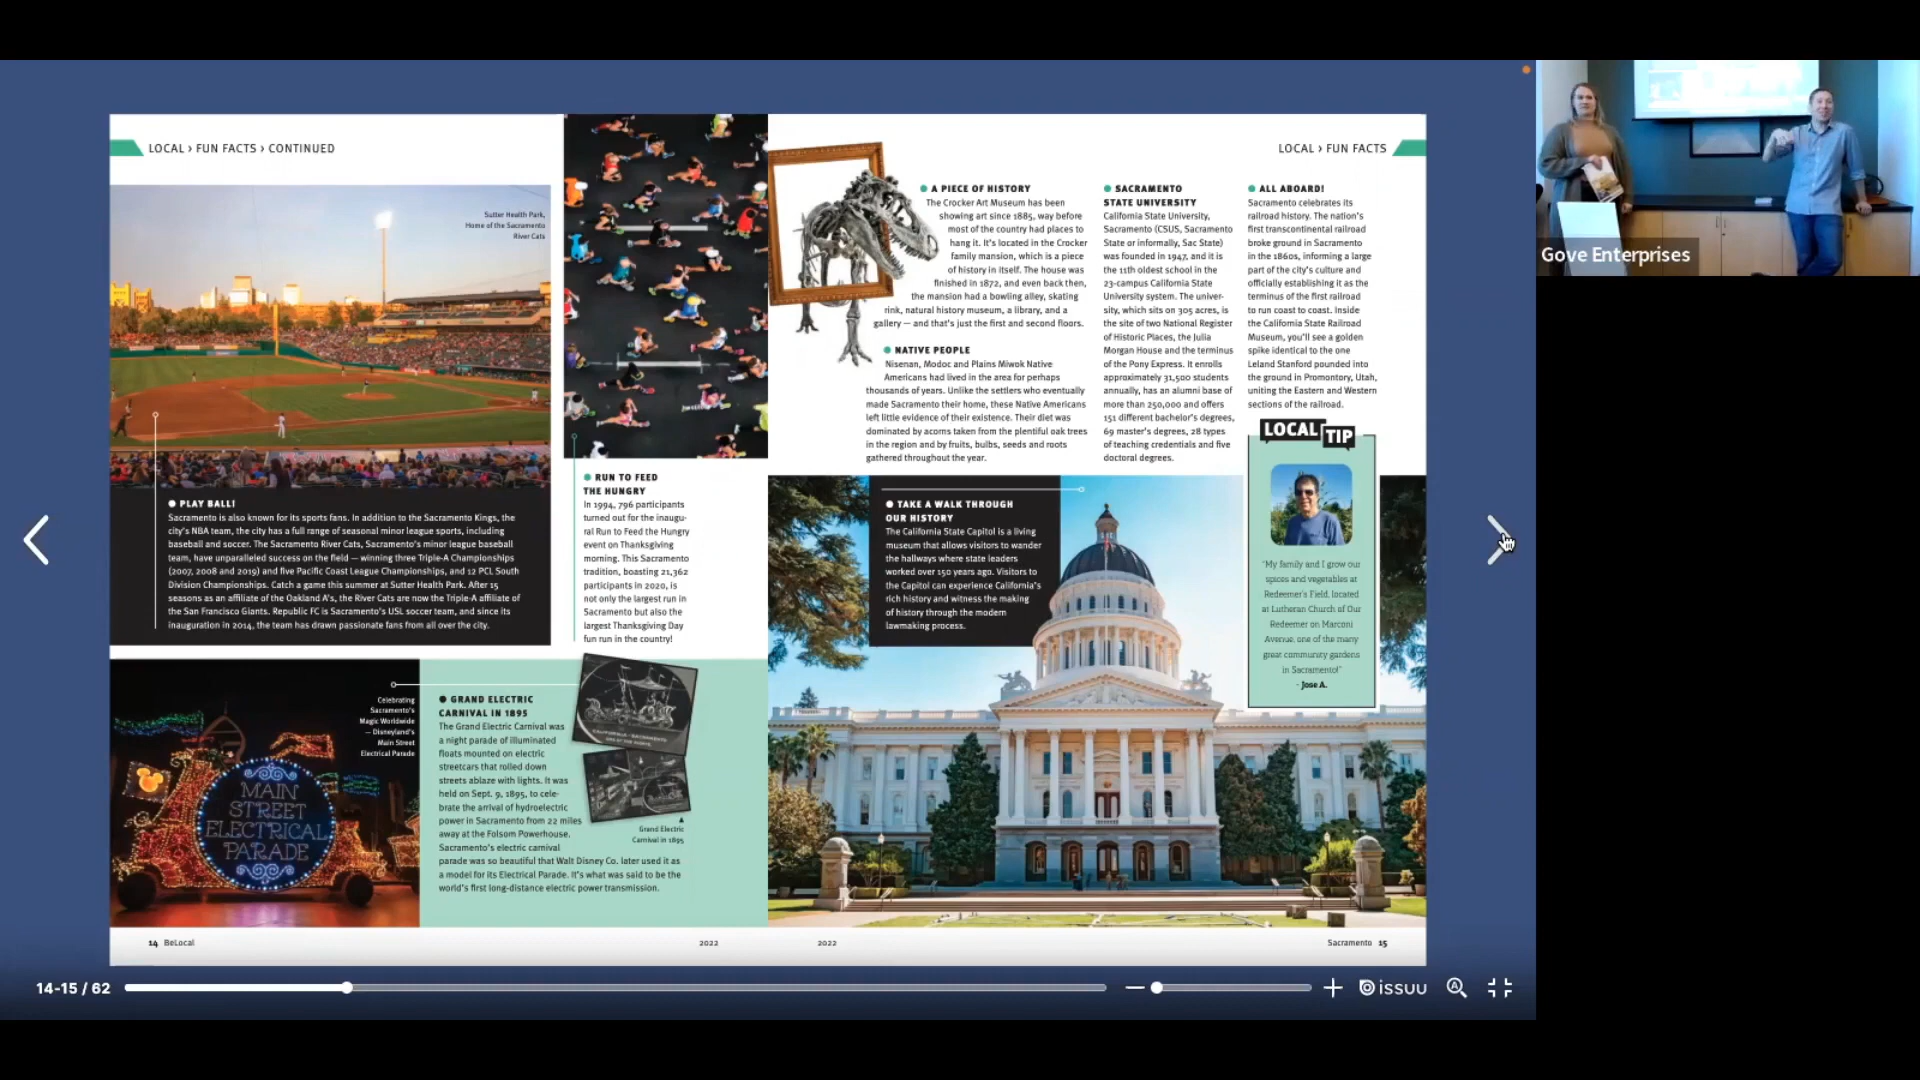 LOCAL › FUN FACTS › CONTINUED
Sutter Health Park,
Home of the Sacramento
River Cats
● PLAY BALL!
Sacramento is also known for its sports fans. In addition to the Sacramento Kings, the
city's NBA team, the city has a full range of seasonal minor league sports, including
baseball and soccer. The Sacramento River Cats, Sacramento's minor league baseball
team, have unparalleled success on the field — winning three Triple-A Championships
(2007, 2008 and 2019) and five Pacific Coast League Championships, and 12 PCL South
Division Championships. Catch a game this summer at Sutter Health Park. After 15
seasons as an affiliate of the Oakland A's, the River Cats are now the Triple-A affiliate of
the San Francisco Giants. Republic FC is Sacramento's USL soccer team, and since its
inauguration in 2014, the team has drawn passionate fans from all over the city.
● RUN TO FEED
THE HUNGRY
In 1994, 796 participants
turned out for the inaugu-
ral Run to Feed the Hungry
event on Thanksgiving
morning. This Sacramento
tradition, boasting 21,362
participants in 2020, is
not only the largest run in
Sacramento but also the
largest Thanksgiving Day
fun run in the country!
Celebrating
Sacramento's
Magic Worldwide
— Disneyland's
Main Street
Electrical Parade
MAIN
STREET
ELECTRICAL
PARADE
● GRAND ELECTRIC
CARNIVAL IN 1895
The Grand Electric Carnival was
a night parade of illuminated
floats mounted on electric
streetcars that rolled down
streets ablaze with lights. It was
held on Sept. 9, 1895, to cele-
brate the arrival of hydroelectric
power in Sacramento from 22 miles
away at the Folsom Powerhouse.
Sacramento's electric carnival
parade was so beautiful that Walt Disney Co. later used it as
a model for its Electrical Parade. It's what was said to be the
world's first long-distance electric power transmission.
Grand Electric
Carnival in 1895
14 BeLocal
2022
LOCAL › FUN FACTS
● A PIECE OF HISTORY
The Crocker Art Museum has been
showing art since 1885, way before
most of the country had places to
hang it. It's located in the Crocker
family mansion, which is a piece
of history in itself. The house was
finished in 1872, and even back then,
the mansion had a bowling alley, skating
rink, natural history museum, a library, and a
gallery — and that's just the first and second floors.
● NATIVE PEOPLE
Nisenan, Modoc and Plains Miwok Native
Americans had lived in the area for perhaps
thousands of years. Unlike the settlers who eventually
made Sacramento their home, these Native Americans
left little evidence of their existence. Their diet was
dominated by acorns taken from the plentiful oak trees
in the region and by fruits, bulbs, seeds and roots
gathered throughout the year.
● SACRAMENTO
STATE UNIVERSITY
California State University,
Sacramento (CSUS, Sacramento
State or informally, Sac State)
was founded in 1947, and it is
the 11th oldest school in the
23-campus California State
University system. The univer-
sity, which sits on 305 acres, is
the site of two National Register
of Historic Places, the Julia
Morgan House and the terminus
of the Pony Express. It enrolls
approximately 31,500 students
annually, has an alumni base of
more than 250,000 and offers
151 different bachelor's degrees,
69 master's degrees, 28 types
of teaching credentials and five
doctoral degrees.
● ALL ABOARD!
Sacramento celebrates its
railroad history. The nation's
first transcontinental railroad
broke ground in Sacramento
in the 1860s, informing a large
part of the city's culture and
officially establishing it as the
terminus of the first railroad
to run coast to coast. Inside
the California State Railroad
Museum, you'll see a golden
spike identical to the one
Leland Stanford pounded into
the ground in Promontory, Utah,
uniting the Eastern and Western
sections of the railroad.
LOCAL TIP
"My family and I grow our
spices and vegetables at
Redeemer's Field, located
at Lutheran Church of Our
Redeemer on Marconi
Avenue, one of the many
great community gardens
in Sacramento!"
- Jose A.
● TAKE A WALK THROUGH
OUR HISTORY
The California State Capitol is a living
museum that allows visitors to wander
the hallways where state leaders
worked over 150 years ago. Visitors to
the Capitol can experience California's
rich history and witness the making
of history through the modern
lawmaking process.
2022
Sacramento 15
14-15 / 62
issuu
Gove Enterprises